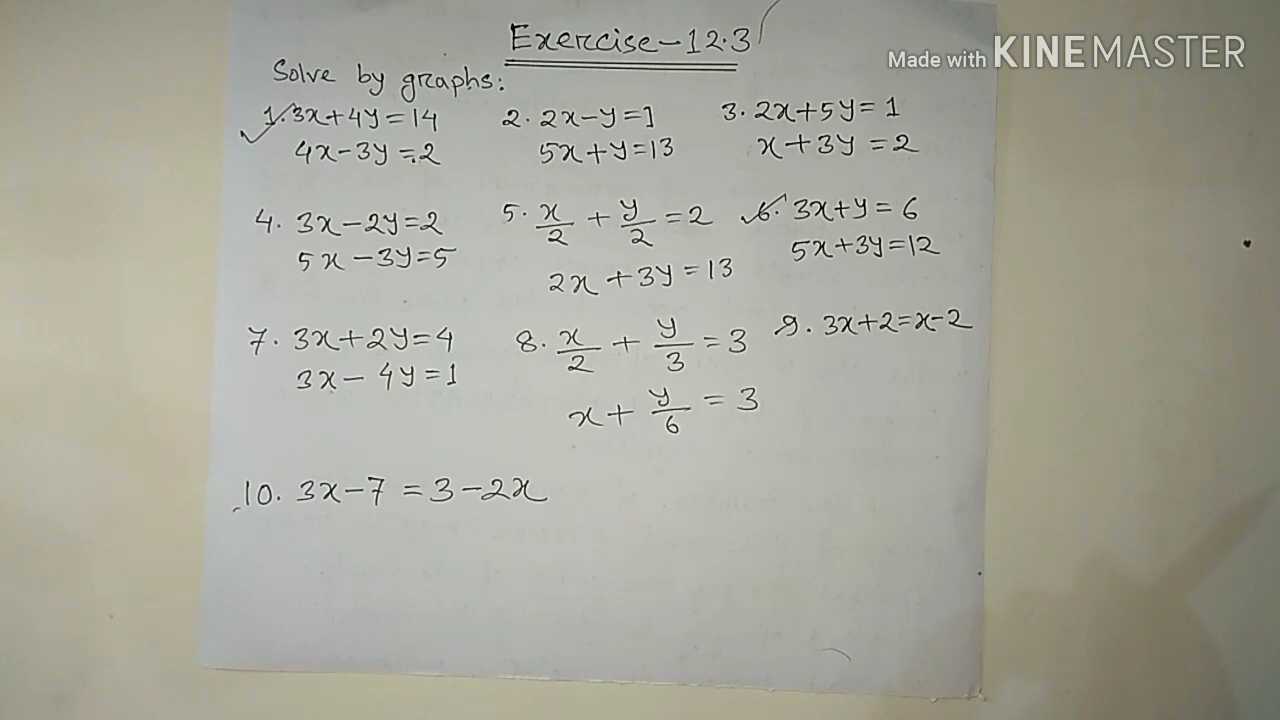 Exercise-12.3
Made with KINEMASTER
Solve by graphs:
1. 3x+4y=14
4x-3y=2
2. 2x-y=1
5x+y=13
3. 2x+5y=1
x+3y=2
4. 3x-2y=2
5x-3y=5
5. x/2 + y/2 = 2
2x+3y=13
6. 3x+y=6
5x+3y=12
7. 3x+2y=4
3x-4y=1
8. x/2 + y/3 = 3
x + y/6 = 3
9. 3x+2=x-2
10. 3x-7=3-2x